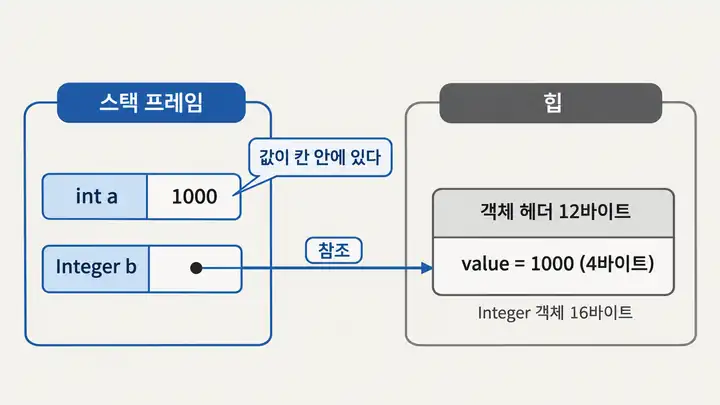 스택 프레임
힙
값이 칸 안에 있다
int a
1000
Integer b
참조
객체 헤더 12바이트
value = 1000 (4바이트)
Integer 객체 16바이트